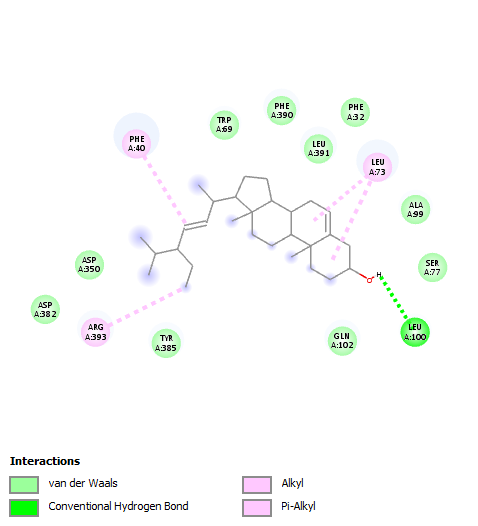 PHE
A:390
PHE
A:32
TRP
A:69
PHE
A:40
LEU
A:391
LEU
A:73
ALA
A:99
ASP
A:350
SER
A:77
H
O
ASP
A:382
ARG
A:393
TYR
A:385
GLN
A:102
LEU
A:100
Interactions
van der Waals
Alkyl
Conventional Hydrogen Bond
Pi-Alkyl